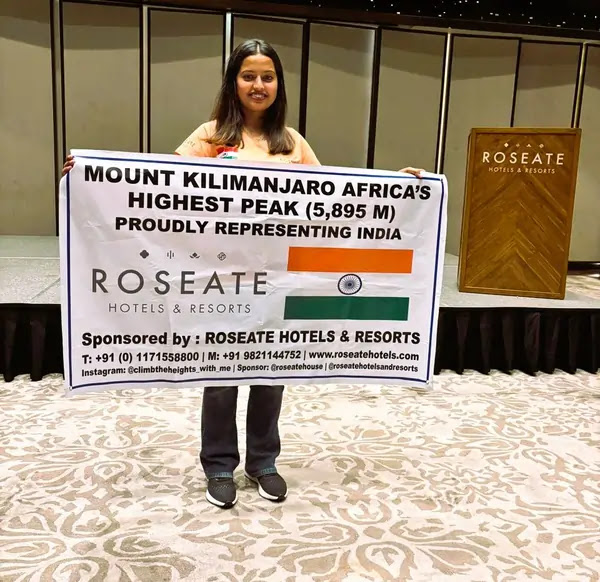 MOUNT KILIMANJARO AFRICA'S
HIGHEST PEAK (5,895 M)
PROUDLY REPRESENTING INDIA
ROSEATE
HOTELS & RESORTS
Sponsored by : ROSEATE HOTELS & RESORTS
T: +91 (0) 1171558800 | M: +91 9821144752 | www.roseatehotels.com
Instagram: @climbtheheights_with_me | Sponsor: @roseatehouse | @roseatehotelsandresorts
ROSEATE
HOTELS & RESORTS